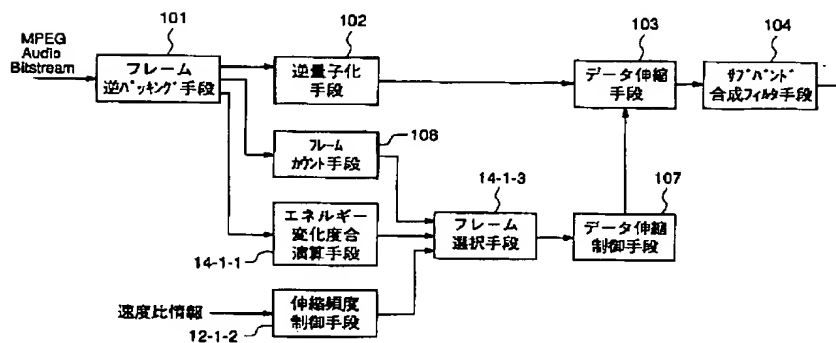 MPEG
Audio
Bitstream
101
フレーム
逆パッキング手段
102
逆量子化
手段
103
データ伸縮
手段
104
サブバンド
合成フィルタ手段
108
フレーム
カウント手段
14-1-1
エネルギー
変化度合
演算手段
14-1-3
フレーム
選択手段
107
データ伸縮
制御手段
速度比情報
12-1-2
伸縮頻度
制御手段